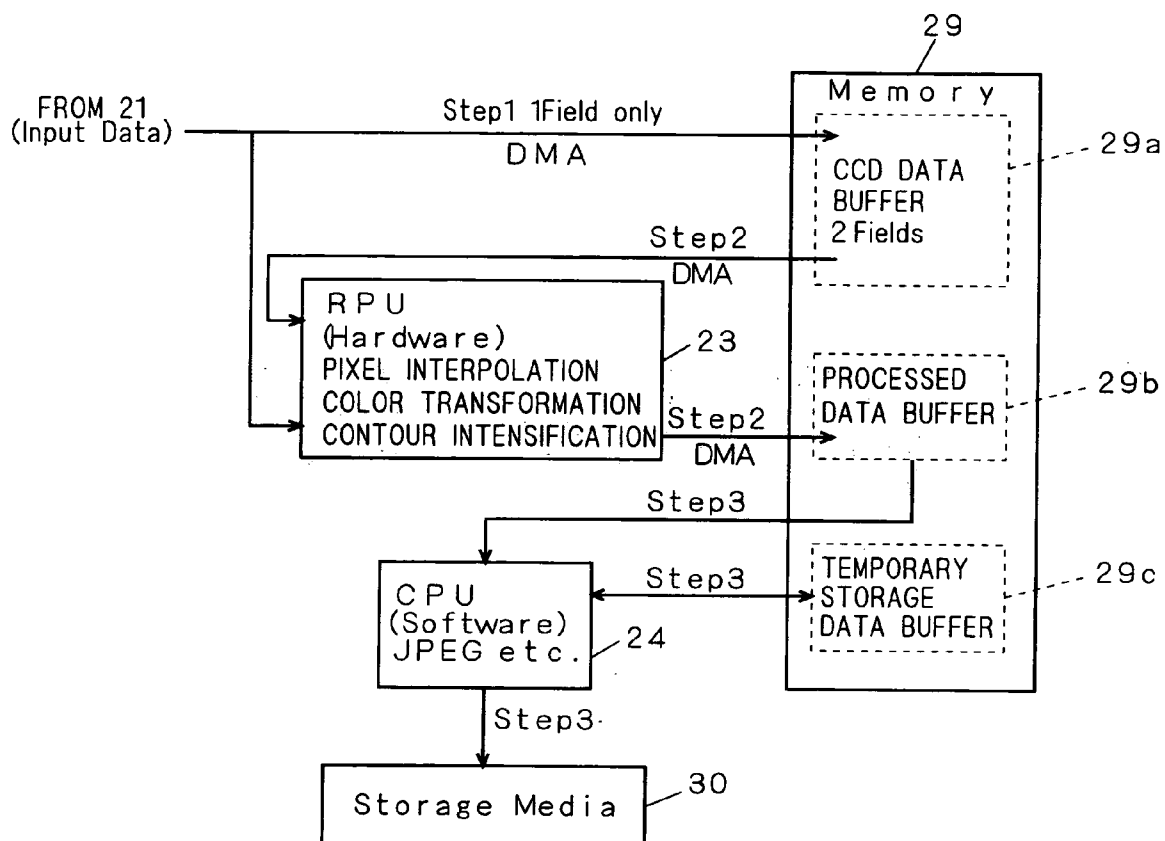 29
Memory
FROM 21
(Input Data)
Step1 1Field only
DMA
29a
CCD DATA
BUFFER
2 Fields
Step2
DMA
RPU
(Hardware)
PIXEL INTERPOLATION
COLOR TRANSFORMATION
CONTOUR INTENSIFICATION
23
Step2
DMA
PROCESSED
DATA BUFFER
29b
Step3
CPU
(Software)
JPEG etc.
24
Step3
TEMPORARY
STORAGE
DATA BUFFER
29c
Step3
Storage Media
30